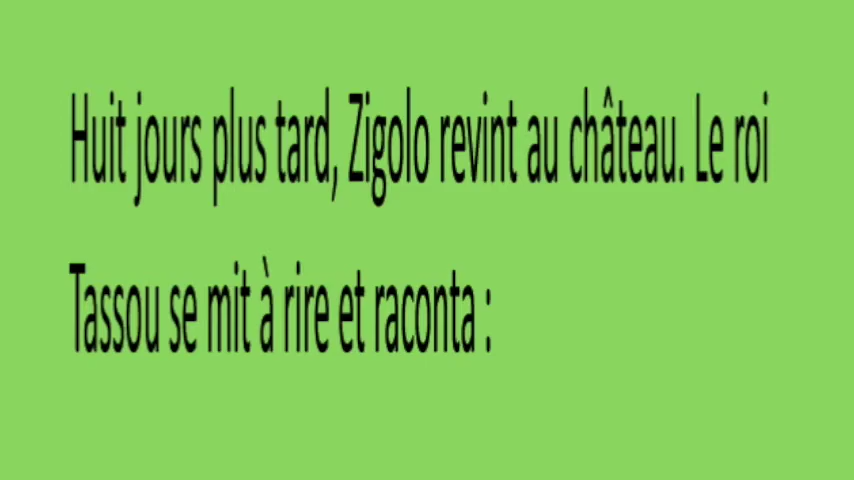 Huit jours plus tard, Zigolo revint au château. Le roi
Tassou se mit à rire et raconta :